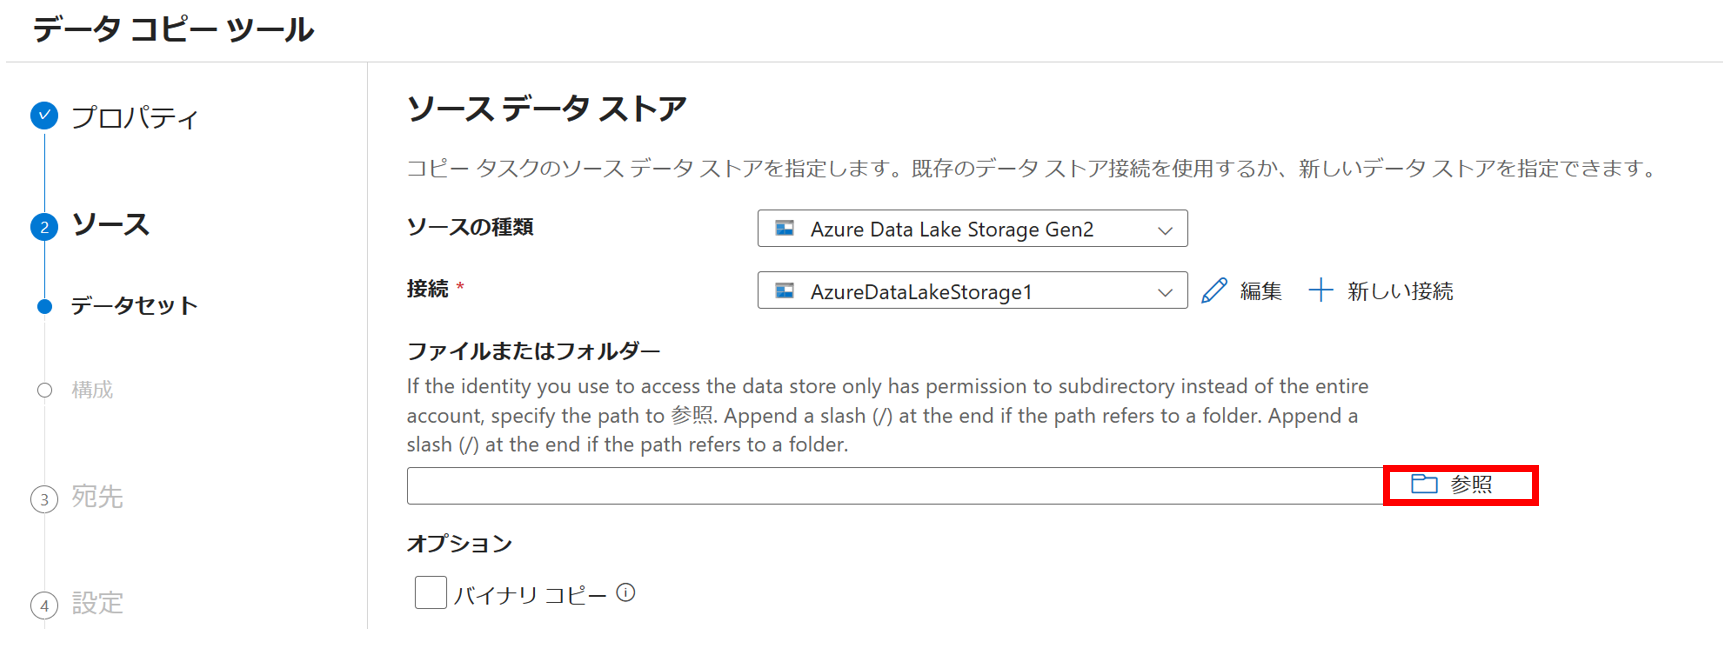 データ コピー ツール
プロパティ
2
ソース
データセット
構成
3
宛先
4
設定
ソース データ ストア
コピー タスクのソース データ ストアを指定します。既存のデータ ストア接続を使用するか、新しいデータ ストアを指定できます。
ソースの種類
Azure Data Lake Storage Gen2
接続 *
AzureDataLakeStorage1
編集
新しい接続
ファイルまたはフォルダー
If the identity you use to access the data store only has permission to subdirectory instead of the entire
account, specify the path to 参照. Append a slash (/) at the end if the path refers to a folder. Append a
slash (/) at the end if the path refers to a folder.
参照
オプション
バイナリ コピー